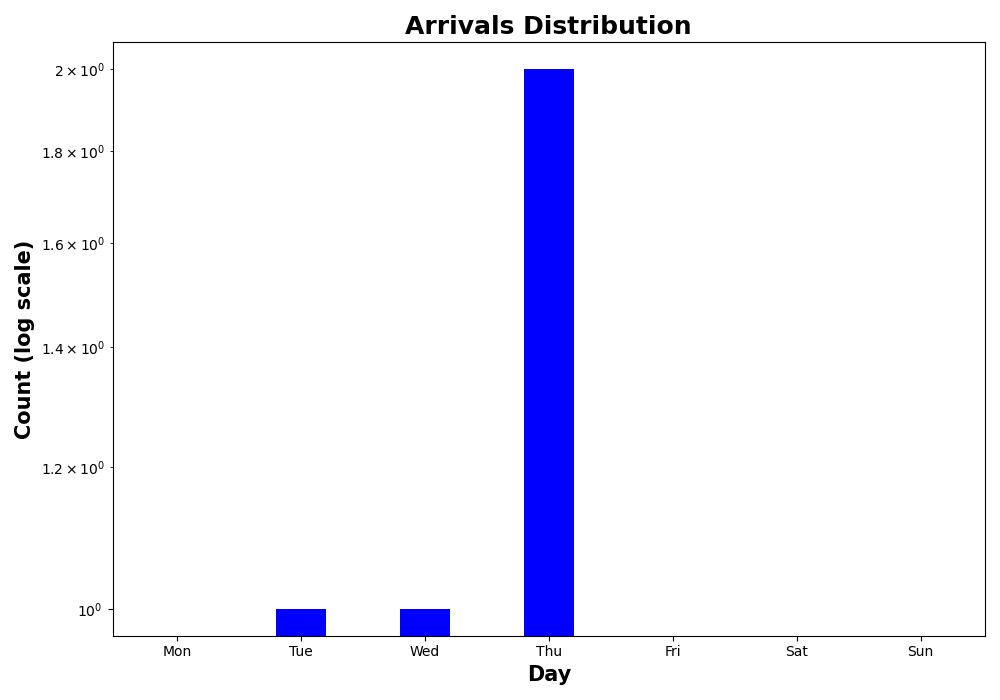 Arrivals Distribution
Count (log scale)
2 × 10⁰
1.8 × 10⁰
1.6 × 10⁰
1.4 × 10⁰
1.2 × 10⁰
10⁰
Mon Tue Wed Thu Fri Sat Sun
Day